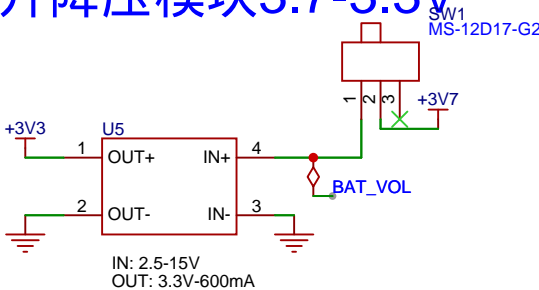 升降压模块3.7-3.3V
SW1
MS-12D17-G2
1
2
3
+3V7
+3V3
U5
1
OUT+
IN+
4
BAT_VOL
2
OUT-
IN-
3
IN: 2.5-15V
OUT: 3.3V-600mA